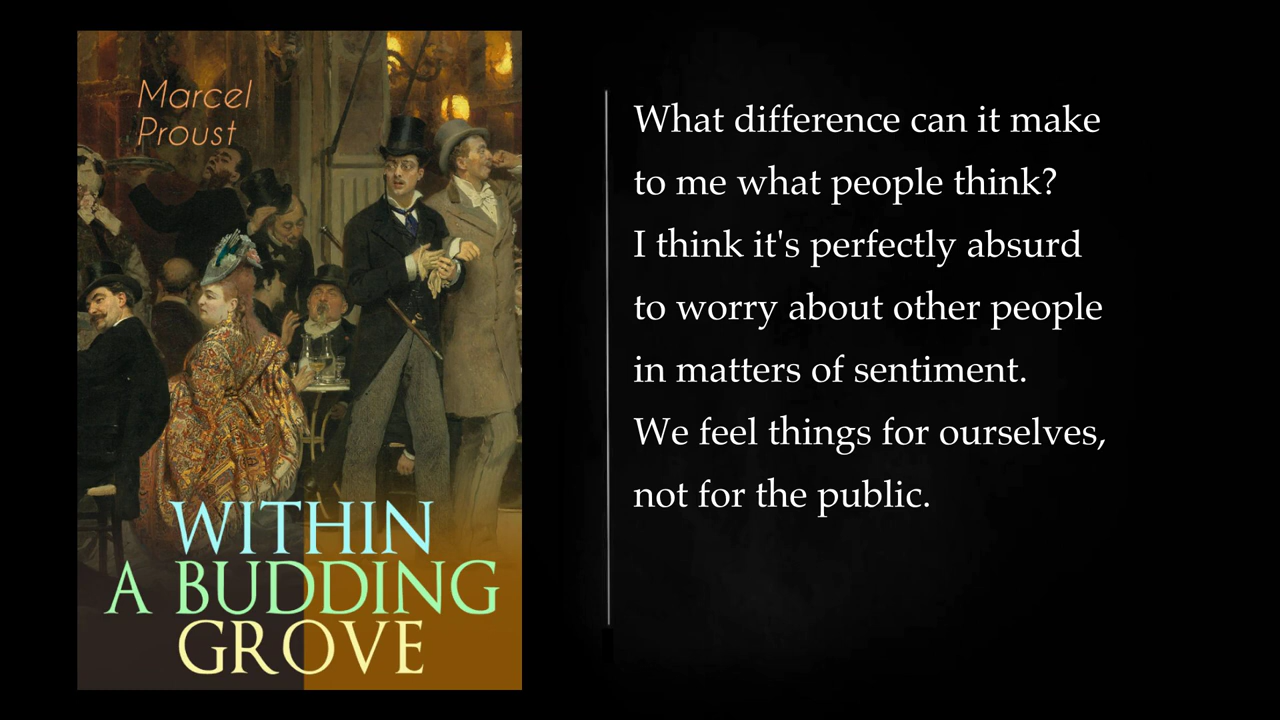 Marcel
Proust
WITHIN
A BUDDING
GROVE
What difference can it make
to me what people think?
I think it's perfectly absurd
to worry about other people
in matters of sentiment.
We feel things for ourselves,
not for the public.